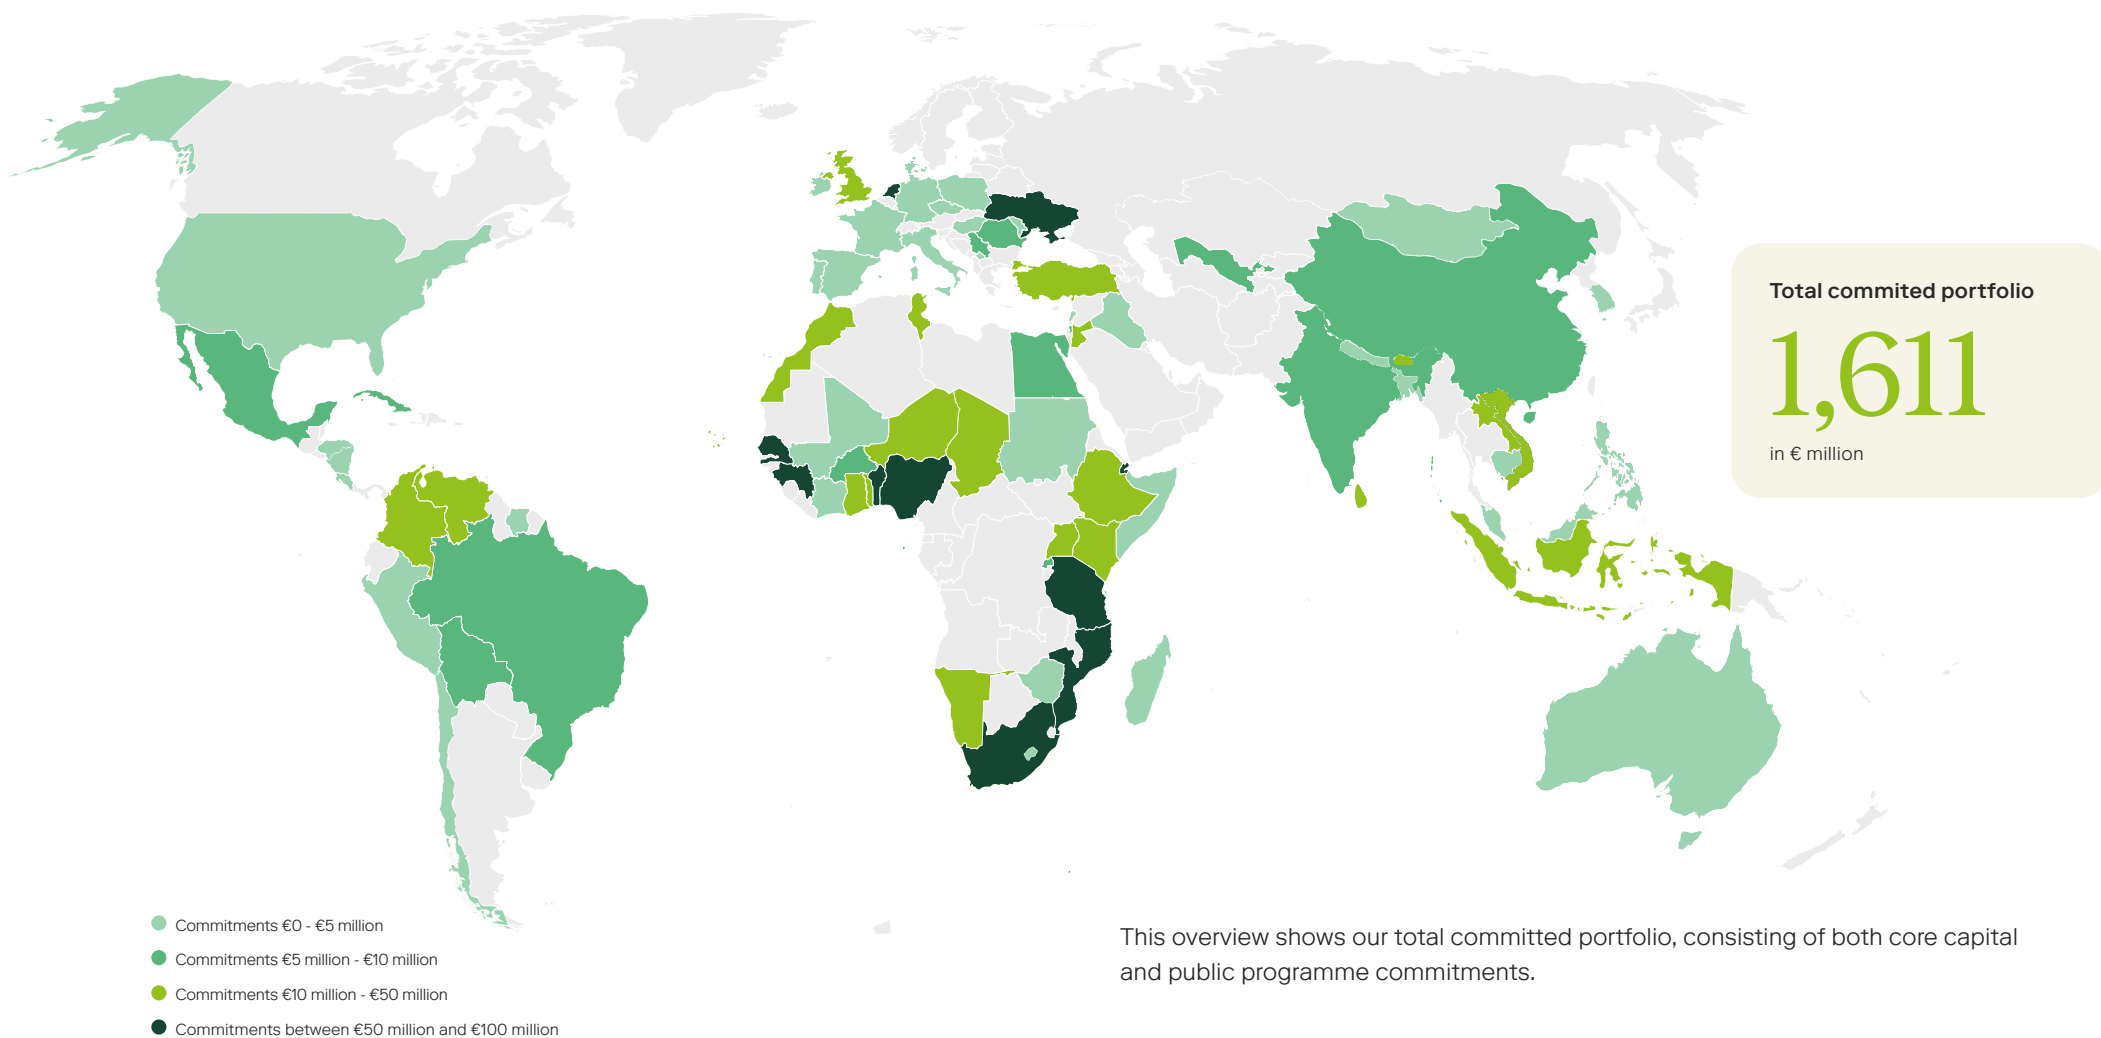 Total commited portfolio
1,611
in € million
Commitments €0 - €5 million
Commitments €5 million - €10 million
Commitments €10 million - €50 million
Commitments between €50 million and €100 million
This overview shows our total committed portfolio, consisting of both core capital
and public programme commitments.